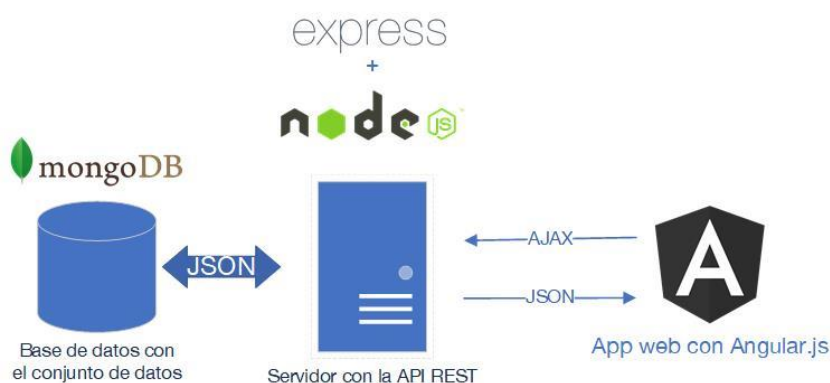 express
+
node JS
mongoDB
JSON
AJAX
JSON
A
Base de datos con
el conjunto de datos
Servidor con la API REST
App web con Angular.js